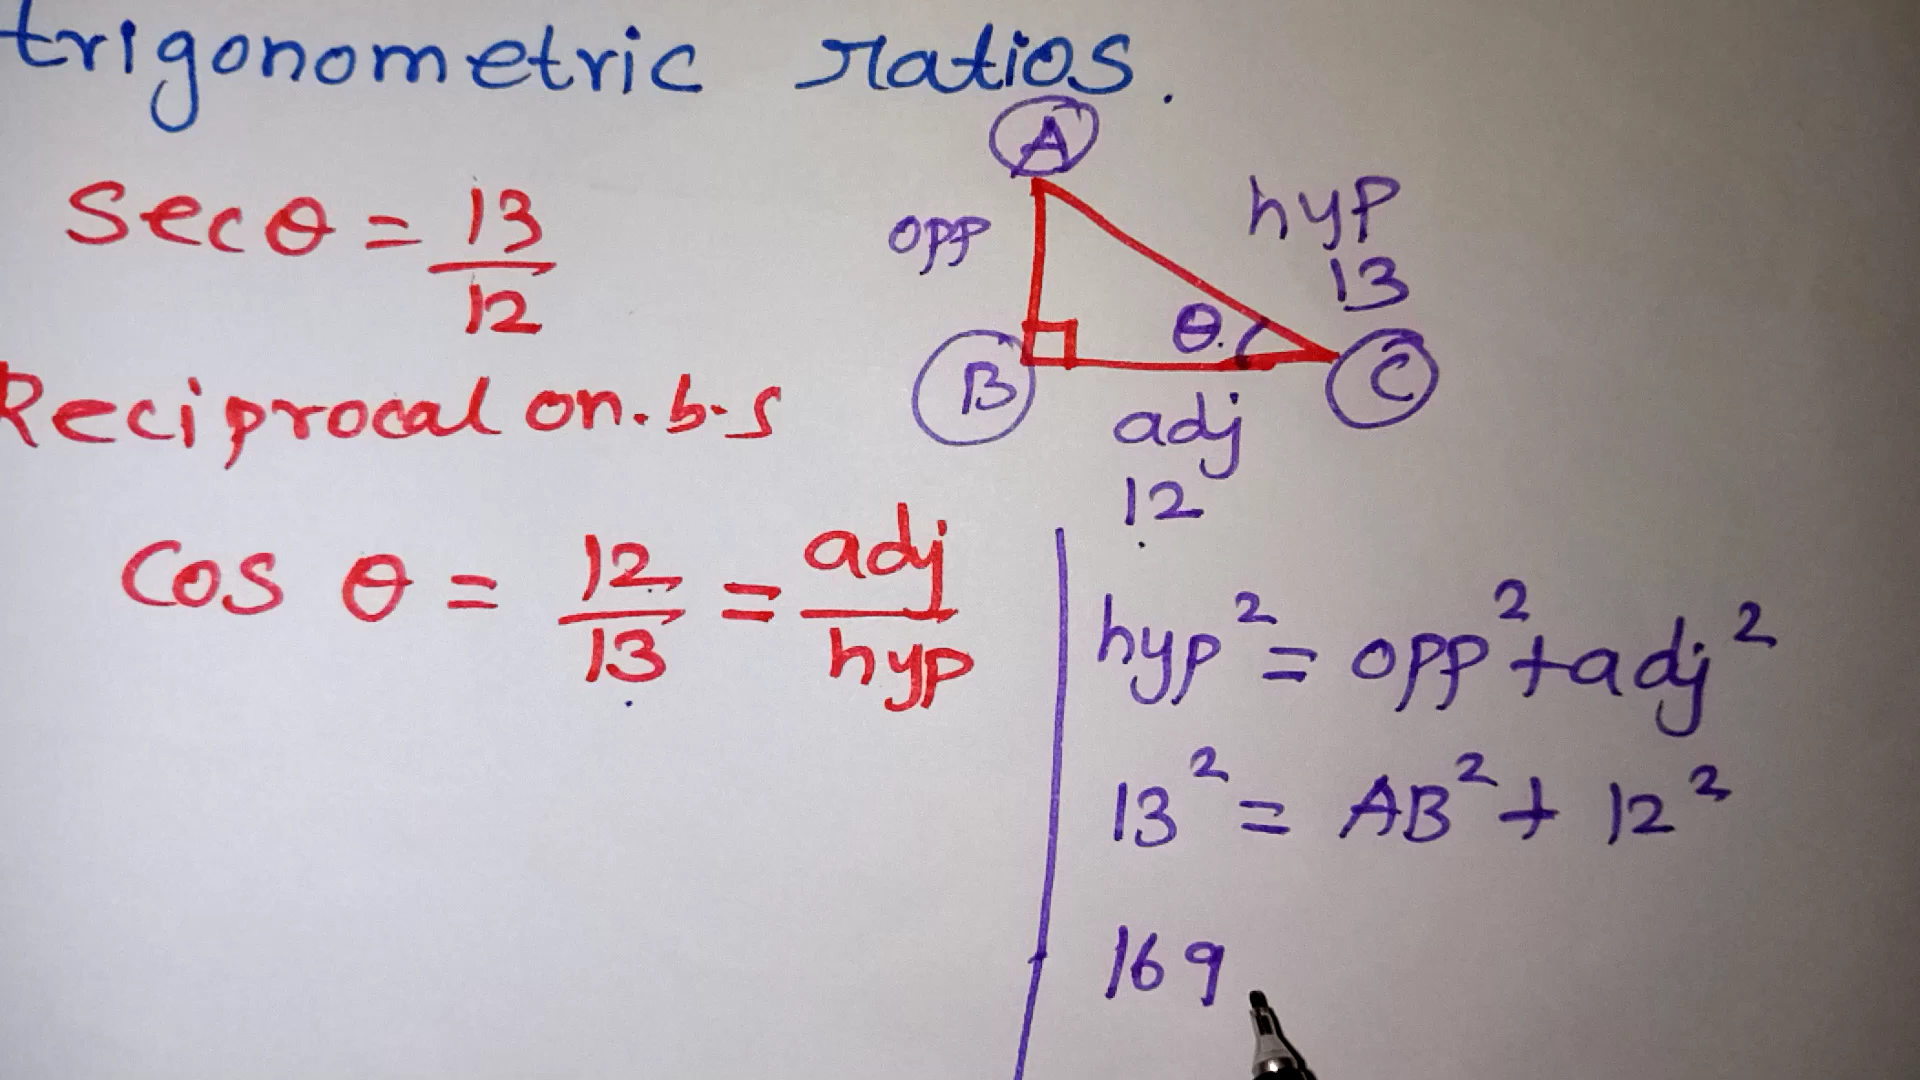 trigonometric ratios.
A
opp
hyp
13
θ.
B
C
adj
12
sec θ = 13/12
Reciprocal on. b.s
cos θ = 12/13 = adj/hyp
hyp² = opp² + adj²
13² = AB² + 12²
169